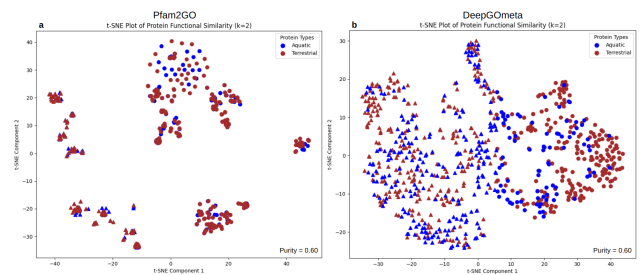 Pfam2GO
a
t-SNE Plot of Protein Functional Similarity (k=2)
Protein Types
Aquatic
Terrestrial
t-SNE Component 2
40
30
20
10
0
−10
−20
−30
−40
−20
0
20
40
t-SNE Component 1
Purity = 0.60
DeepGOmeta
b
t-SNE Plot of Protein Functional Similarity (k=2)
Protein Types
Aquatic
Terrestrial
t-SNE Component 2
30
20
10
0
−10
−20
−30
−20
−10
0
10
20
30
40
t-SNE Component 1
Purity = 0.60